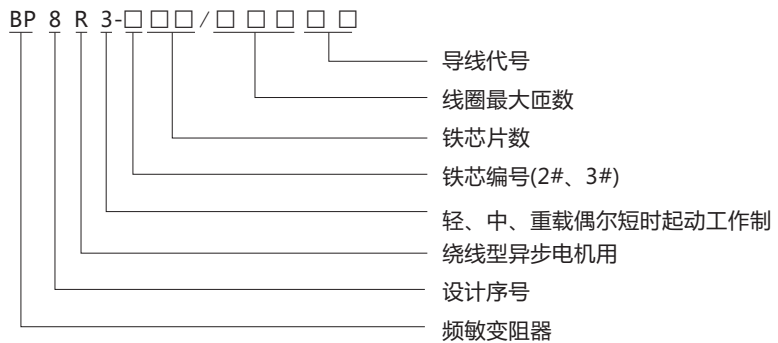 BP 8 R 3-□□□/□□□□□
导线代号
线圈最大匝数
铁芯片数
铁芯编号(2#、3#)
轻、中、重载偶尔短时起动工作制
绕线型异步电机用
设计序号
频敏变阻器